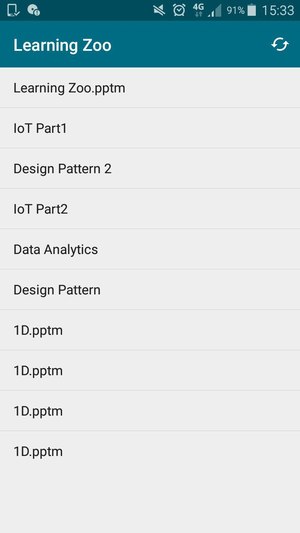 4G
91%
15:33
Learning Zoo
Learning Zoo.pptm
IoT Part1
Design Pattern 2
IoT Part2
Data Analytics
Design Pattern
1D.pptm
1D.pptm
1D.pptm
1D.pptm